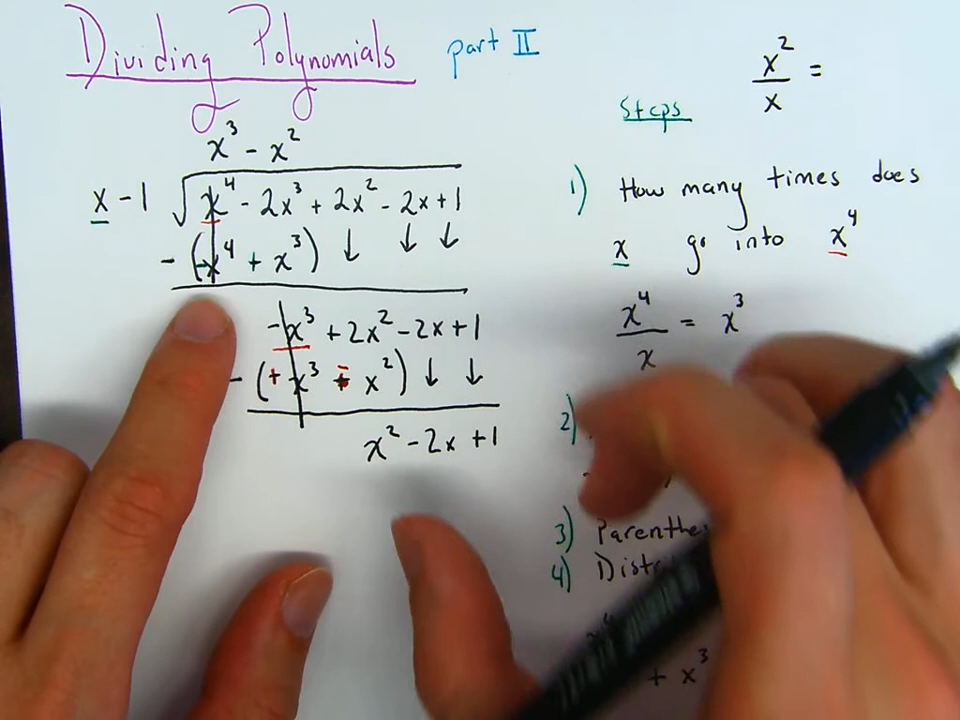 Dividing Polynomials part II
x³ - x²
x - 1 √ x⁴ - 2x³ + 2x² - 2x + 1
- (-x⁴ + x³) ↓ ↓ ↓
-x³ + 2x² - 2x + 1
- (+ x³ - x²) ↓ ↓
x² - 2x + 1
x²/x =
Steps
1) How many times does
x go into x⁴
x⁴/x = x³
2)
3)
4)
+ x³